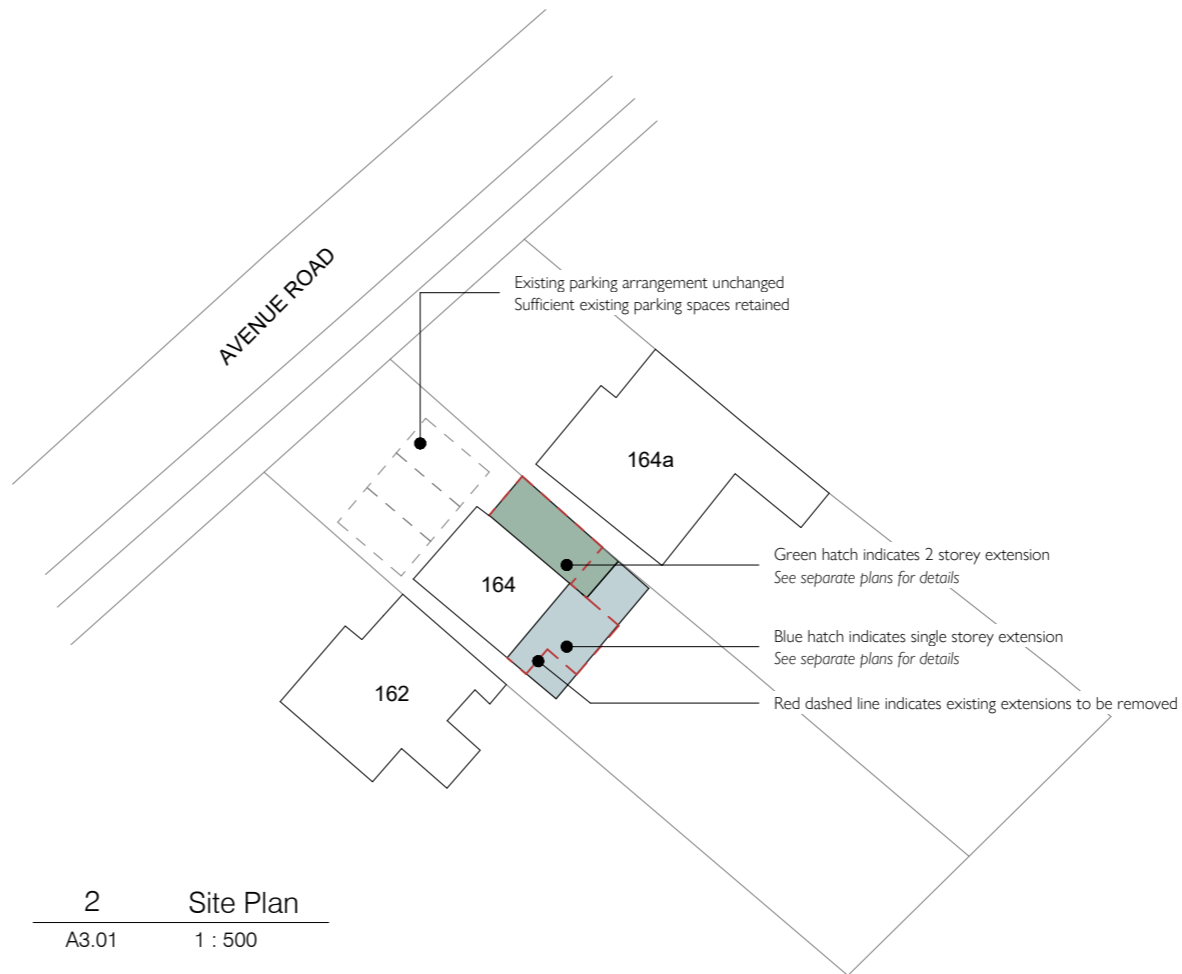 AVENUE ROAD
Existing parking arrangement unchanged
Sufficient existing parking spaces retained
164a
Green hatch indicates 2 storey extension
See separate plans for details
164
Blue hatch indicates single storey extension
See separate plans for details
162
Red dashed line indicates existing extensions to be removed
2 Site Plan
A3.01 1 : 500